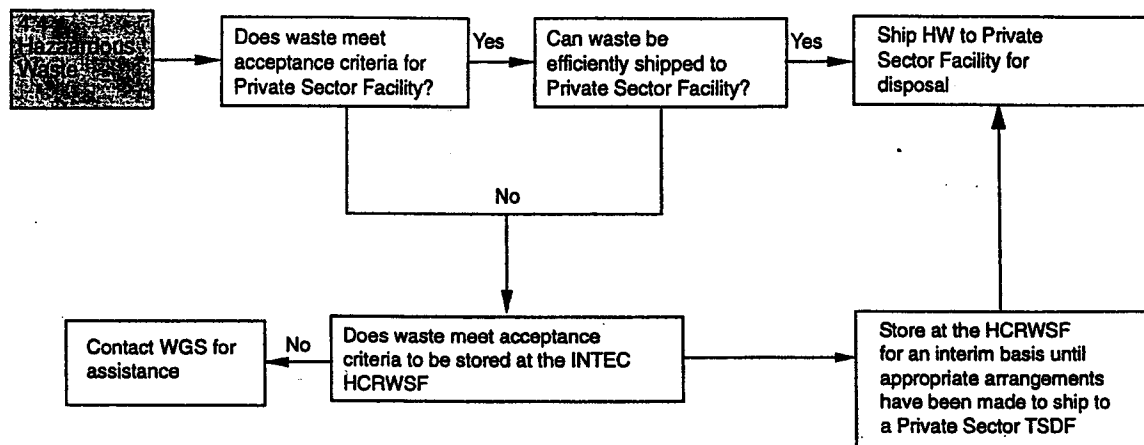 4.4
Hazaardous
Waste
Does waste meet
acceptance criteria for
Private Sector Facility?
Yes
Can waste be
efficiently shipped to
Private Sector Facility?
Yes
Ship HW to Private
Sector Facility for
disposal
No
Contact WGS for
assistance
No
Does waste meet acceptance
criteria to be stored at the INTEC
HCRWSF
Store at the HCRWSF
for an interim basis until
appropriate arrangements
have been made to ship to
a Private Sector TSDF